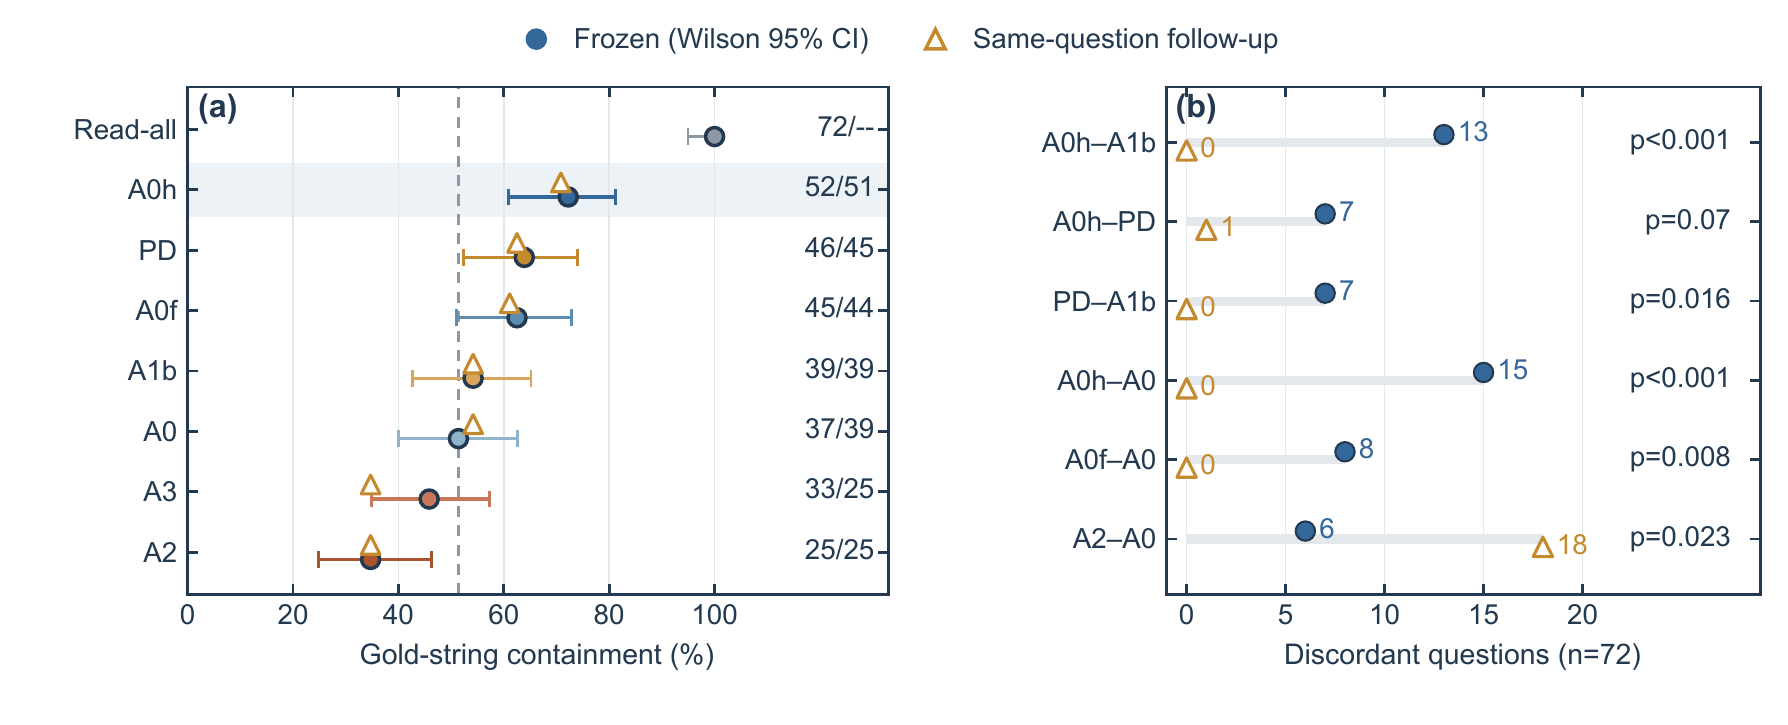 Frozen (Wilson 95% CI)
Same-question follow-up
(a)
Read-all
72/--
A0h
52/51
PD
46/45
A0f
45/44
A1b
39/39
A0
37/39
A3
33/25
A2
25/25
0 20 40 60 80 100
Gold-string containment (%)
(b)
A0h–A1b
0
13
p<0.001
A0h–PD
1
7
p=0.07
PD–A1b
0
7
p=0.016
A0h–A0
0
15
p<0.001
A0f–A0
0
8
p=0.008
A2–A0
6
18
p=0.023
0 5 10 15 20
Discordant questions (n=72)